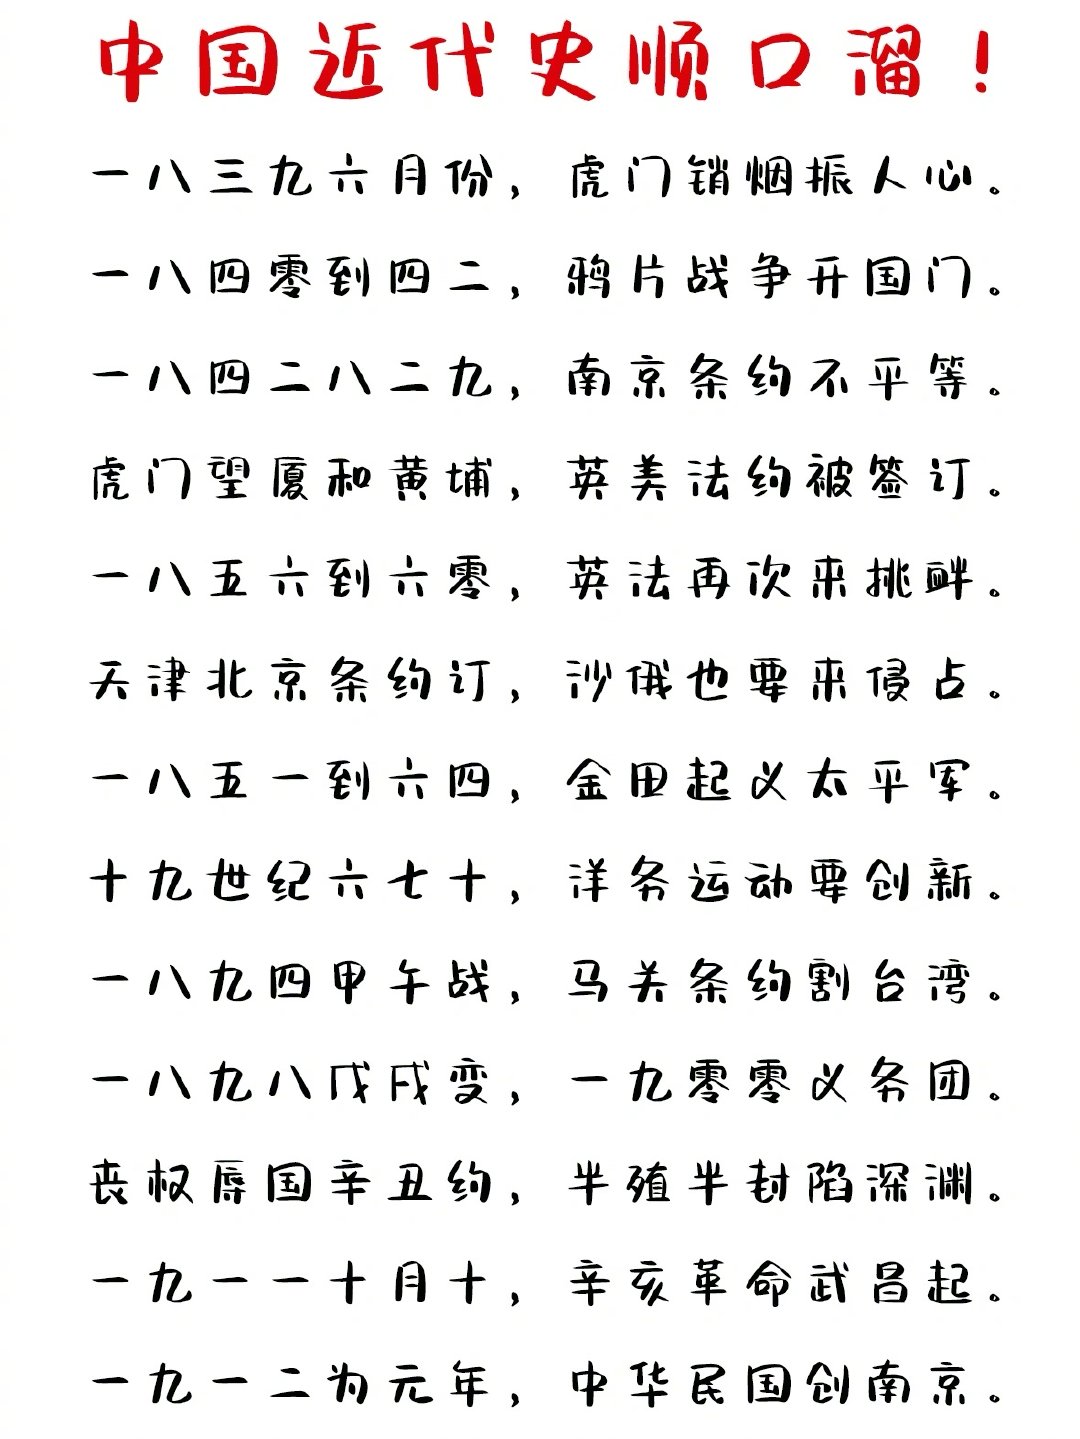 中国近代史顺口溜！
一八三九六月份，虎门销烟振人心。
一八四零到四二，鸦片战争开国门。
一八四二八二九，南京条约不平等。
虎门望厦和黄埔，英美法约被签订。
一八五六到六零，英法再次来挑衅。
天津北京条约订，沙俄也要来侵占。
一八五一到六四，金田起义太平军。
十九世纪六七十，洋务运动要创新。
一八九四甲午战，马关条约割台湾。
一八九八戊戌变，一九零零义务团。
丧权辱国辛丑约，半殖半封陷深渊。
一九一一十月十，辛亥革命武昌起。
一九一二为元年，中华民国创南京。